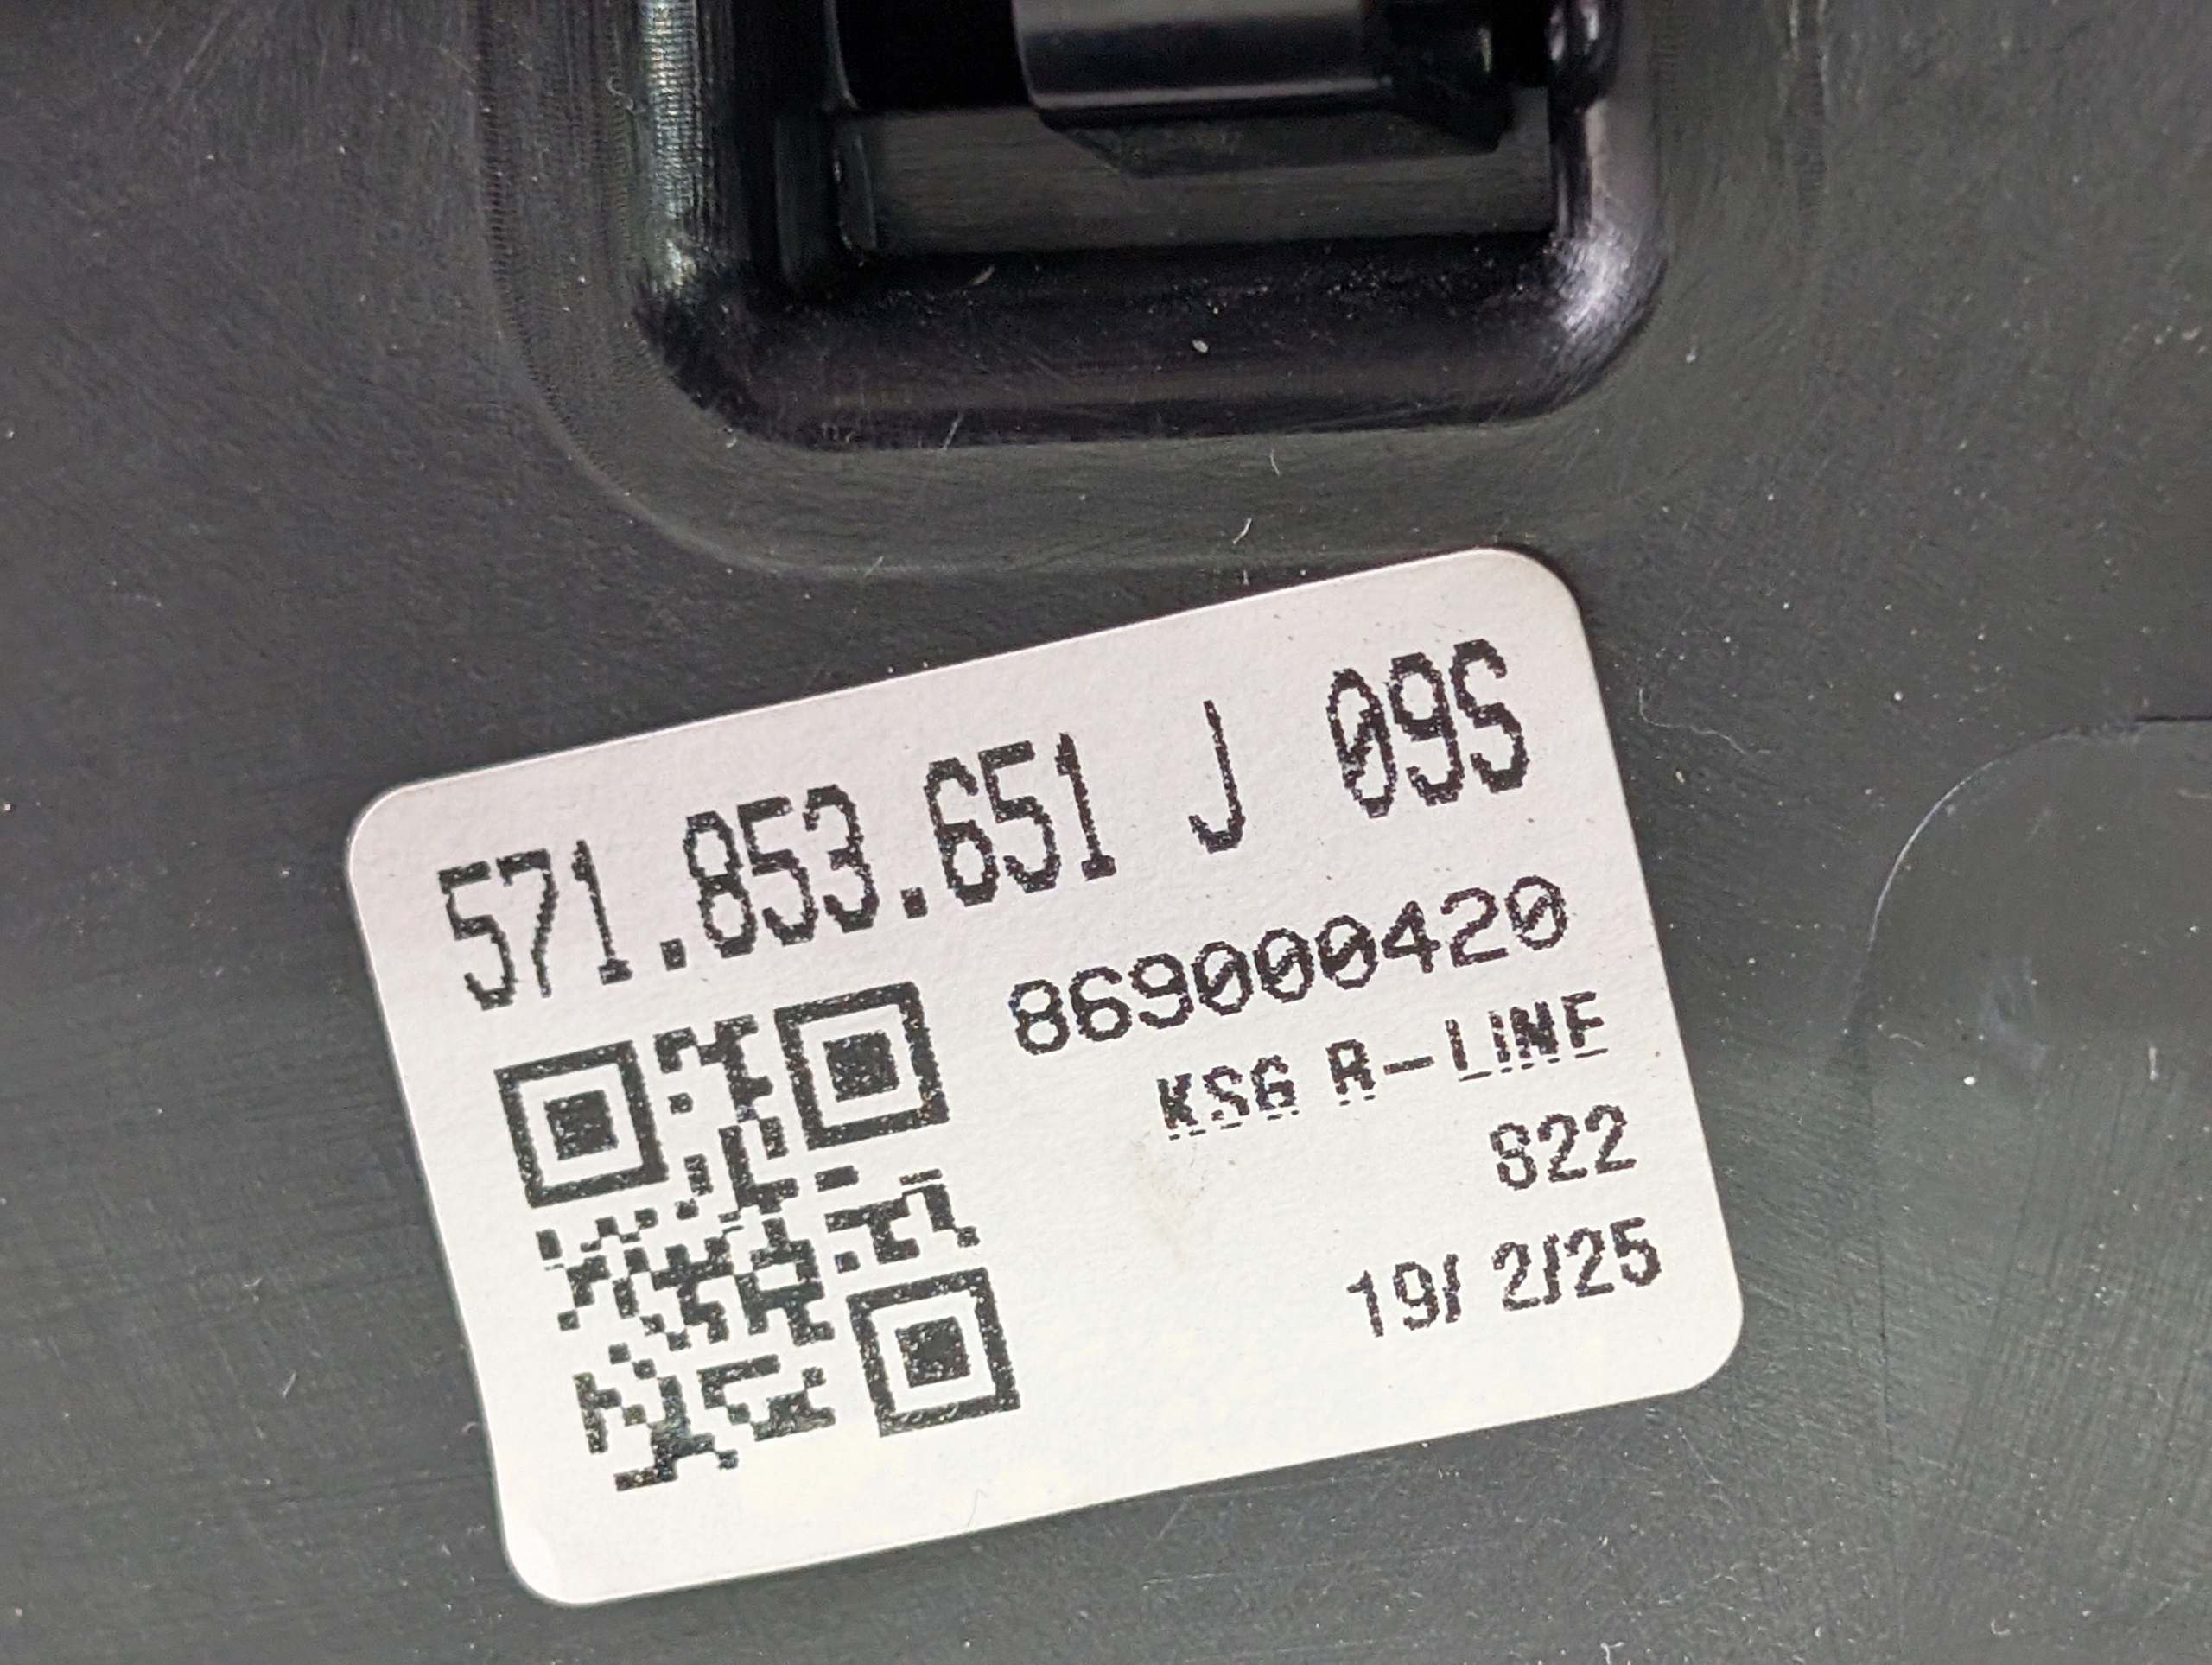 571.853.651 J 09S
869000420
KSG R-LINE
822
19/ 2/25